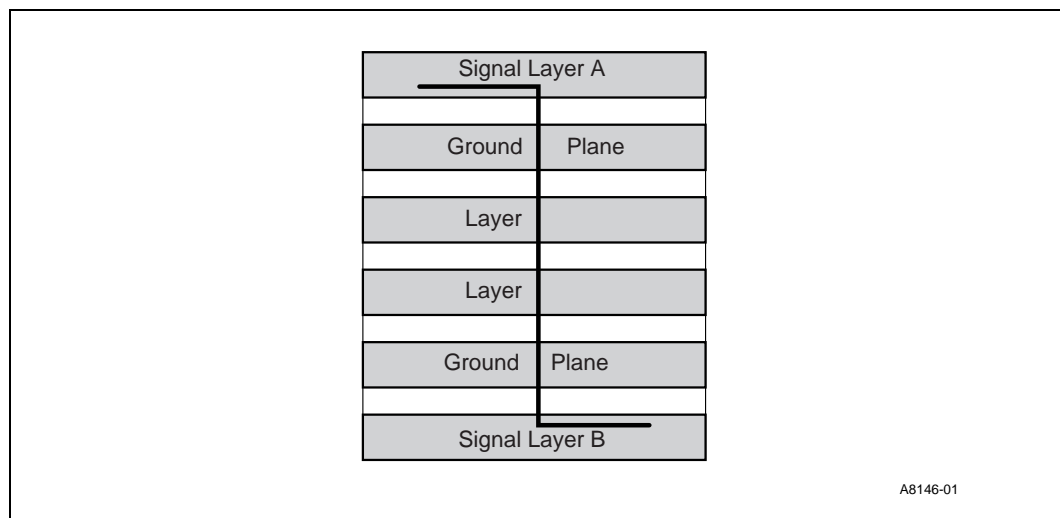 Signal Layer A
Ground Plane
Layer
Layer
Ground Plane
Signal Layer B
A8146-01